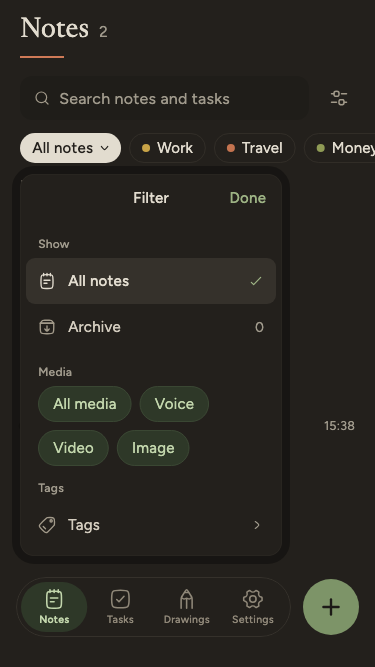 Notes 2
Search notes and tasks
All notes Work Travel Money
Filter Done
Show
All notes
Archive 0
Media
All media Voice
Video Image
15:38
Tags
Tags
Notes Tasks Drawings Settings